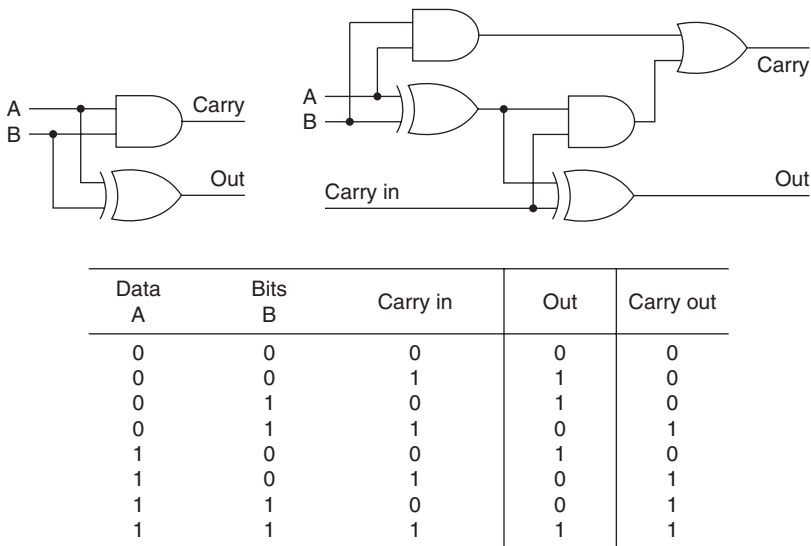 A
B
Carry
Out
A
B
Carry in
Carry
Out
Data A Bits B Carry in Out Carry out
0 0 0 0 0
0 0 1 1 0
0 1 0 1 0
0 1 1 0 1
1 0 0 1 0
1 0 1 0 1
1 1 0 0 1
1 1 1 1 1